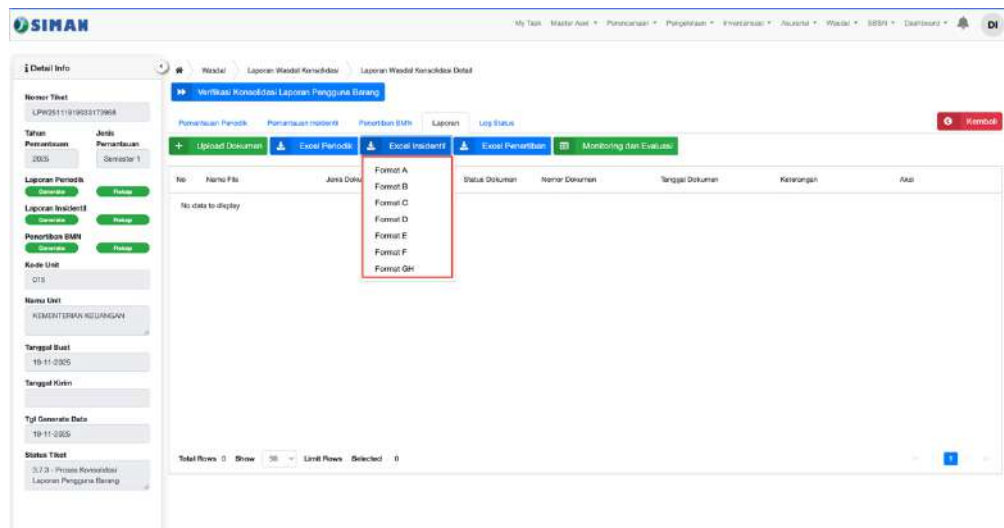 SIMAN
My Task Master Aset Perencanaan Pengelolaan Inventarisasi Asuransi Wasdal SBSN Dashboard DI
Detail Info
Wasdal Laporan Wasdal Konsolidasi Laporan Wasdal Konsolidasi Detail
Verifikasi Konsolidasi Laporan Pengguna Barang
Nomor Tiket
Pemantauan Periodik Pemantauan Insidentil Penertiban BMN Laporan Log Status
Kembali
Tahun Pemantauan
Jenis Pemantauan
2025 Semester 1
+ Upload Dokumen Excel Periodik Excel Insidentil Excel Penertiban Monitoring dan Evaluasi
Format A
Format B
Format C
Format D
Format E
Format F
Format GH
No Nama File Jenis Doku Status Dokumen Nomor Dokumen Tanggal Dokumen Keterangan Aksi
No data to display
Laporan Periodik
Generate Rekap
Laporan Insidentil
Generate Rekap
Penertiban BMN
Generate Rekap
Kode Unit
015
Nama Unit
KEMENTERIAN KEUANGAN
Tanggal Buat
19-11-2025
Tanggal Kirim
Tgl Generate Data
19-11-2025
Status Tiket
3.7.3 - Proses Konsolidasi
Laporan Pengguna Barang
Total Rows 0 Show 50 Limit Rows Selected 0
1